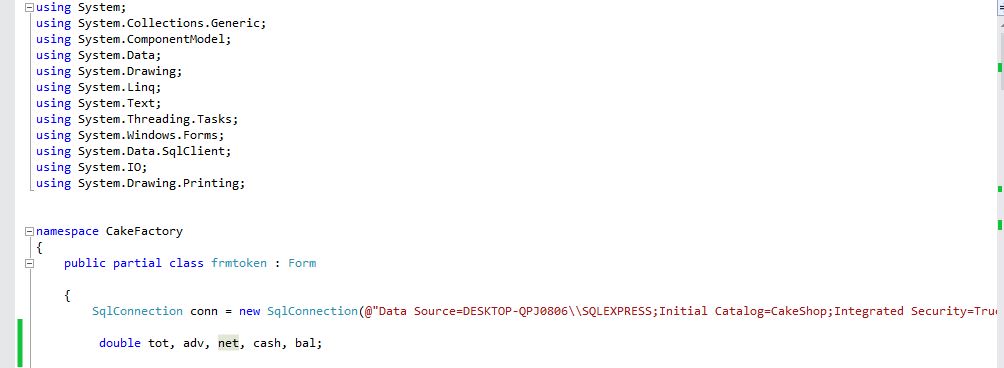 using System;
using System.Collections.Generic;
using System.ComponentModel;
using System.Data;
using System.Drawing;
using System.Linq;
using System.Text;
using System.Threading.Tasks;
using System.Windows.Forms;
using System.Data.SqlClient;
using System.IO;
using System.Drawing.Printing;
namespace CakeFactory
{
public partial class frmtoken : Form
{
SqlConnection conn = new SqlConnection(@"Data Source=DESKTOP-QPJ0806\\SQLEXPRESS;Initial Catalog=CakeShop;Integrated Security=True
double tot, adv, net, cash, bal;